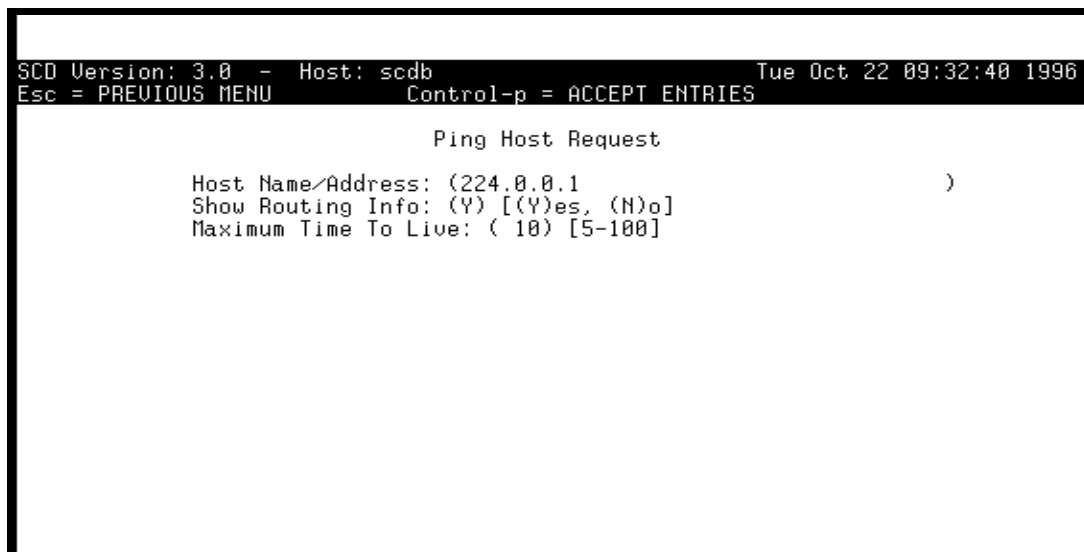 SCD Version: 3.0 - Host: scdb Tue Oct 22 09:32:40 1996
Esc = PREVIOUS MENU Control-p = ACCEPT ENTRIES
Ping Host Request
Host Name/Address: (224.0.0.1 )
Show Routing Info: (Y) [(Y)es, (N)o]
Maximum Time To Live: ( 10) [5-100]